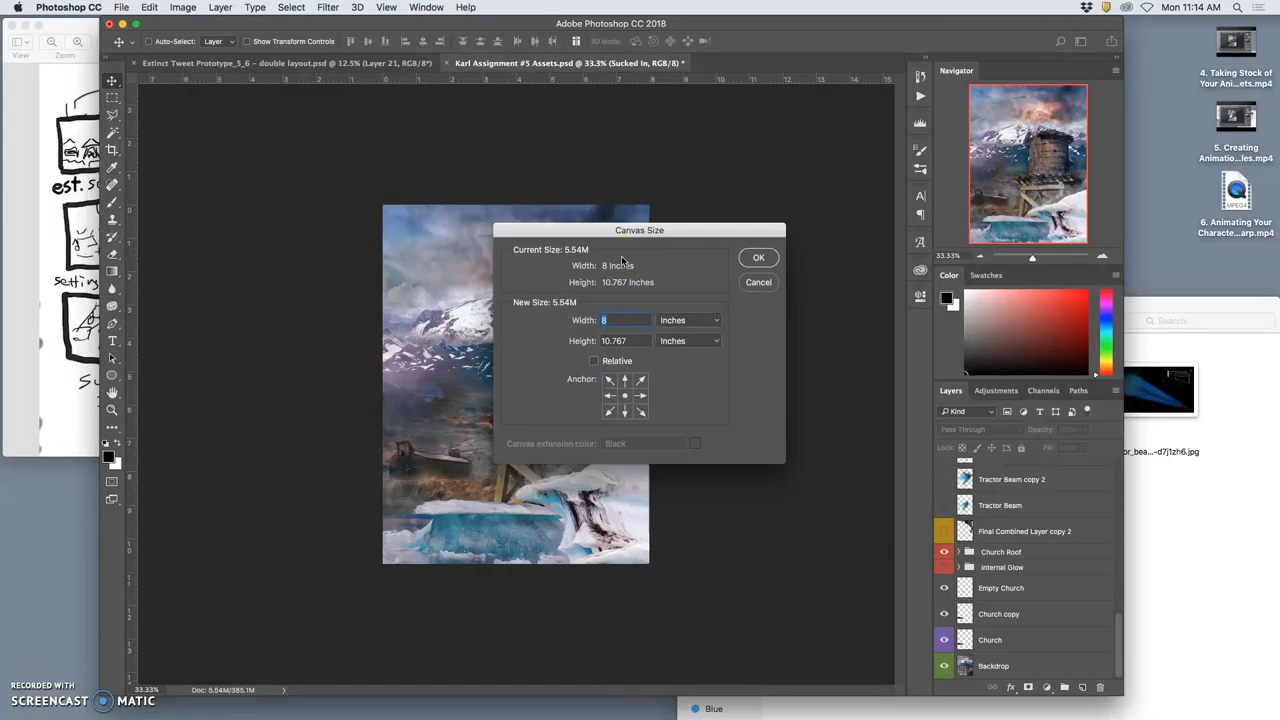 Photoshop CC File Edit Image Layer Type Select Filter 3D View Window Help Mon 11:14 AM
Adobe Photoshop CC 2018
Auto-Select: Layer Show Transform Controls 3D Mode:
Extinct Tweet Prototype_5_6 – double layout.psd @ 12.5% (Layer 21, RGB/8*) Karl Assignment #5 Assets.psd @ 33.3% (Sucked In, RGB/8) *
View Zoom
est. s
Navigator
33.33%
Color Swatches
Layers Adjustments Channels Paths
Kind
Pass Through Opacity: 100%
Lock: Fill: 100%
Tractor Beam copy 2
Tractor Beam
Final Combined Layer copy 2
Church Roof
Internal Glow
Empty Church
Church copy
Church
Backdrop
Canvas Size
Current Size: 5.54M
Width: 8 Inches
Height: 10.767 Inches
New Size: 5.54M
Width: 8 Inches
Height: 10.767 Inches
Relative
Anchor:
Canvas extension color: Black
OK
Cancel
33.33% Doc: 5.54M/385.1M
4. Taking Stock of
Your Ani...ets.mp4
5. Creating
Animatio...les.mp4
MPEG4
6. Animating Your
Characte...arp.mp4
Search
or_bea...-d7j1zh6.jpg
Blue
RECORDED WITH
SCREENCAST MATIC